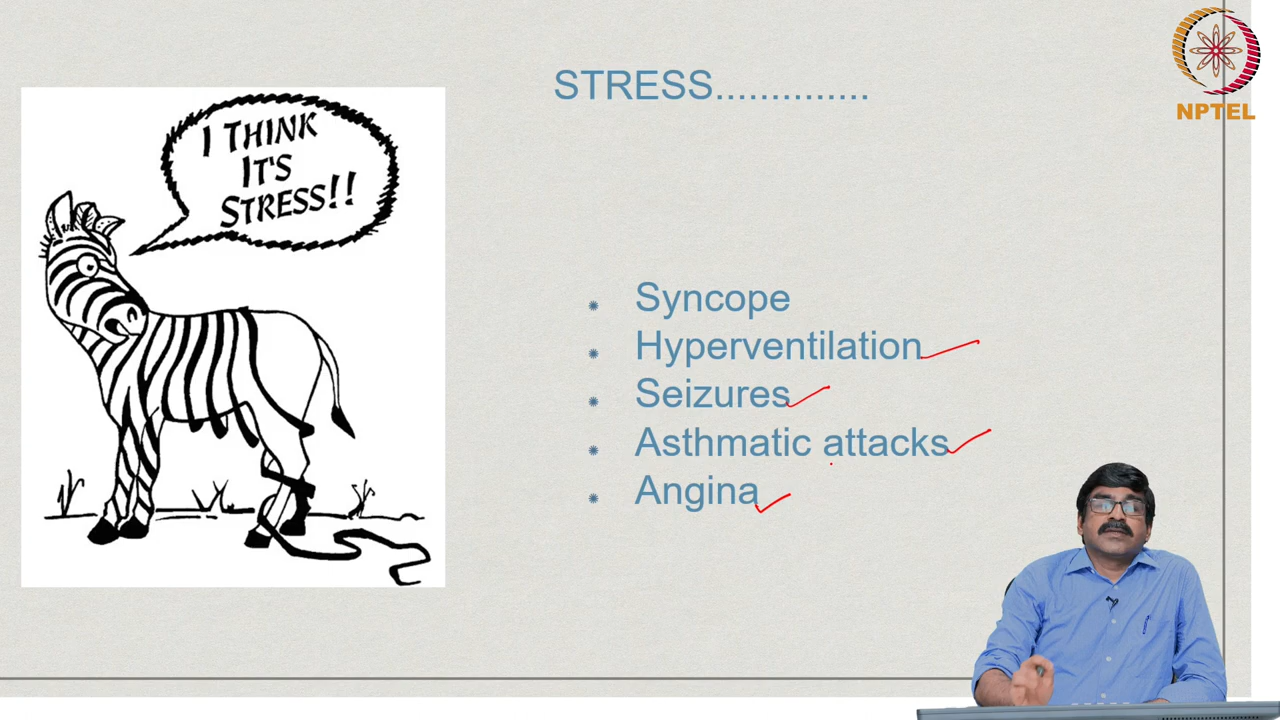 STRESS..............
NPTEL
I THINK
IT'S
STRESS!!
Syncope
Hyperventilation
Seizures
Asthmatic attacks
Angina